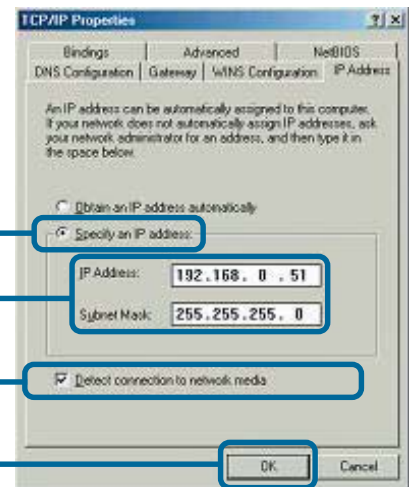 TCP/IP Properties
Bindings Advanced NetBIOS
DNS Configuration Gateway WINS Configuration IP Address
An IP address can be automatically assigned to this computer.
If your network does not automatically assign IP addresses, ask
your network administrator for an address, and then type it in
the space below.
Obtain an IP address automatically
Specify an IP address:
IP Address: 192.168. 0 . 51
Subnet Mask: 255.255.255. 0
Detect connection to network media
OK Cancel